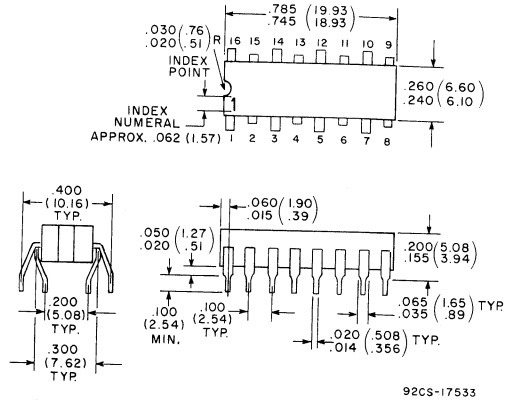 .785 (19.93)
.745 (18.93)
.030 (.76)
.020 (.51) R
16 15 14 13 12 11 10 9
INDEX
POINT
.260 (6.60)
.240 (6.10)
1
INDEX
NUMERAL
APPROX. .062 (1.57)
1 2 3 4 5 6 7 8
.400
(10.16)
TYP.
.060 (1.90)
.015 (.39)
.050 (1.27)
.020 (.51)
.200 (5.08)
.155 (3.94)
.200
(5.08)
TYP.
.100
(2.54)
MIN.
.100
(2.54)
TYP.
.065 (1.65)
.035 (.89) TYP.
.020 (.508)
.014 (.356) TYP.
.300
(7.62)
TYP.
92CS-17533